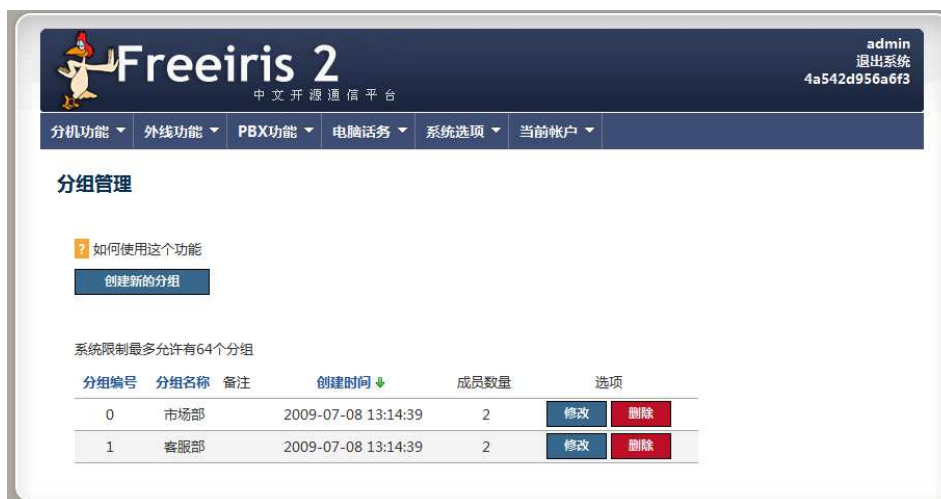 Freeiris 2
中文开源通信平台
admin
退出系统
4a542d956a6f3
分机功能 外线功能 PBX功能 电脑话务 系统选项 当前帐户
分组管理
? 如何使用这个功能
创建新的分组
系统限制最多允许有64个分组
分组编号 分组名称 备注 创建时间 成员数量 选项
0 市场部 2009-07-08 13:14:39 2 修改 删除
1 客服部 2009-07-08 13:14:39 2 修改 删除